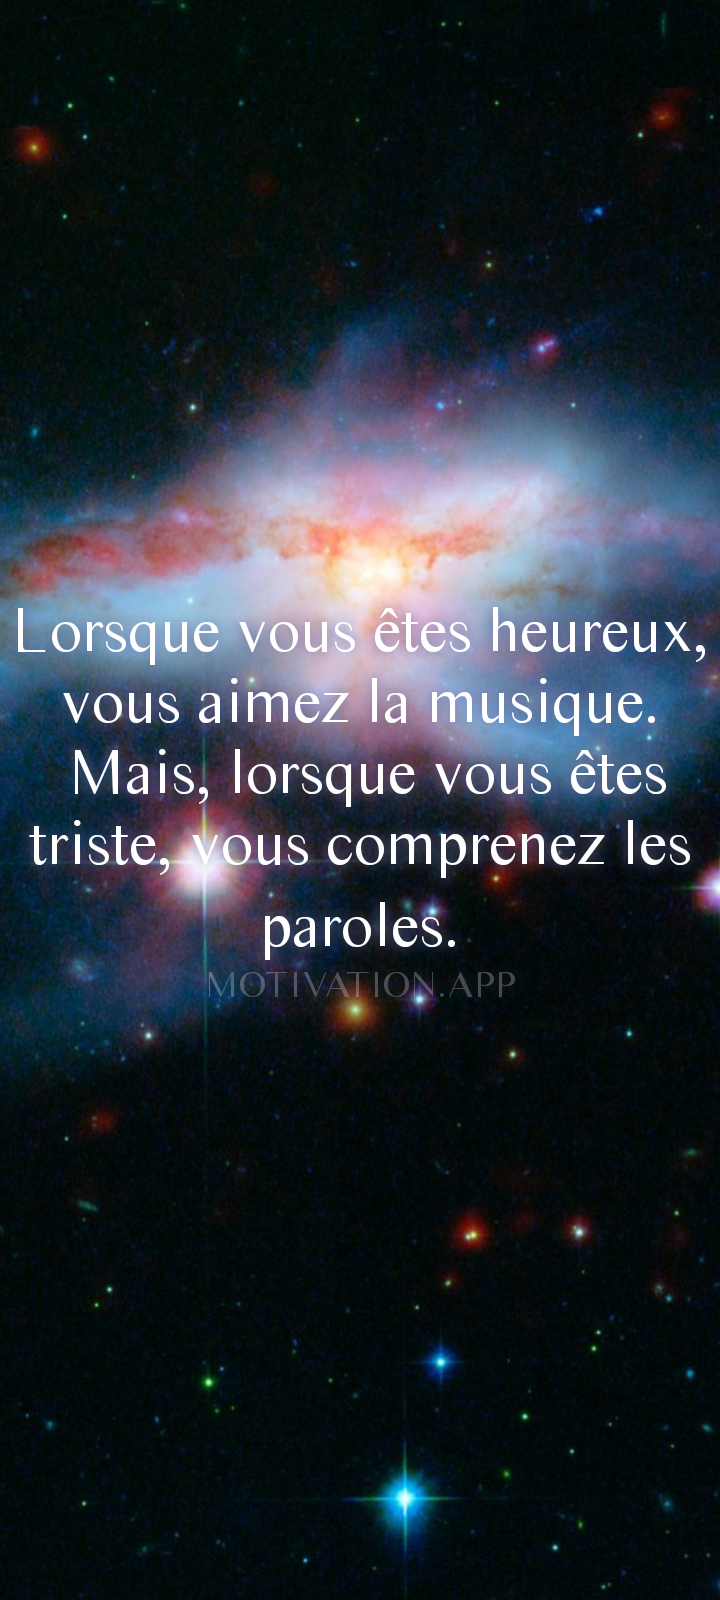 Lorsque vous êtes heureux,
vous aimez la musique.
Mais, lorsque vous êtes
triste, vous comprenez les
paroles.
MOTIVATION.APP